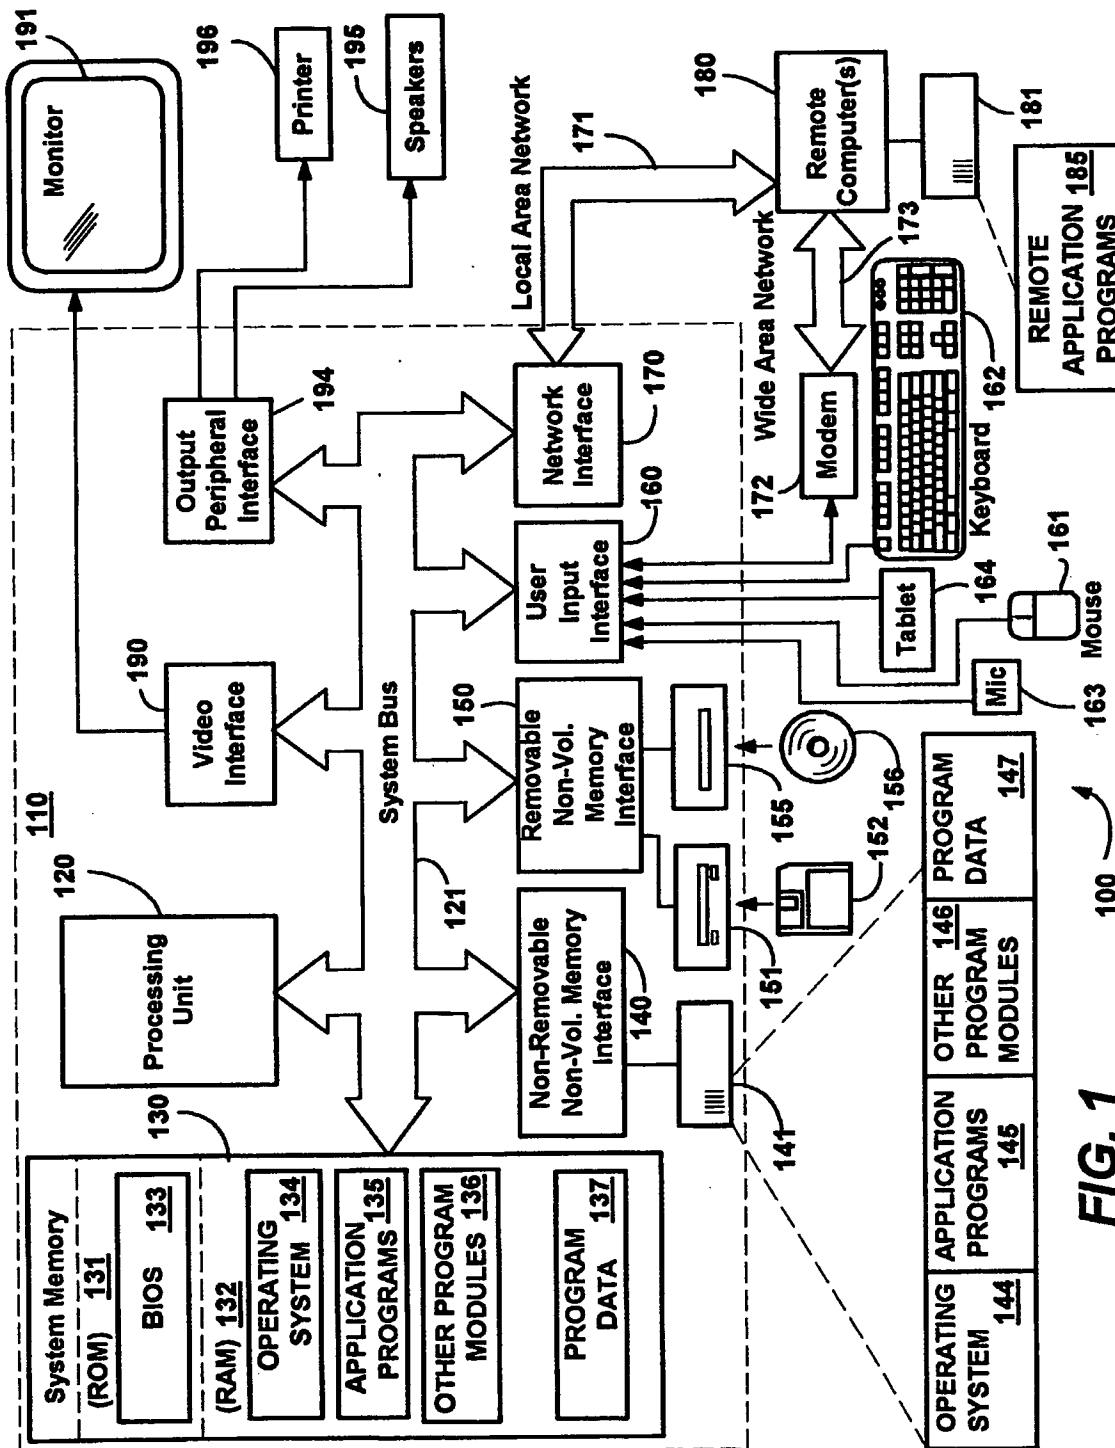 System Memory
(ROM) 131
BIOS 133
(RAM) 132
OPERATING
SYSTEM 134
APPLICATION
PROGRAMS 135
OTHER PROGRAM
MODULES 136
PROGRAM
DATA 137
130
Processing
Unit
120
110
Video
Interface
190
Output
Peripheral
Interface
194
Monitor
191
Printer
196
Speakers
195
System Bus
121
Non-Removable
Non-Vol. Memory
Interface
140
Removable
Non-Vol.
Memory
Interface
150
User
Input
Interface
160
Network
Interface
170
Local Area Network
171
141
151
152
155
156
Wide Area Network
172
Modem
173
Remote
Computer(s)
180
181
REMOTE
APPLICATION 185
PROGRAMS
Keyboard
162
Tablet
164
Mouse
161
Mic
163
OPERATING
SYSTEM
144
APPLICATION
PROGRAMS
145
OTHER 146
PROGRAM
MODULES
PROGRAM
DATA
147
100
FIG. 1